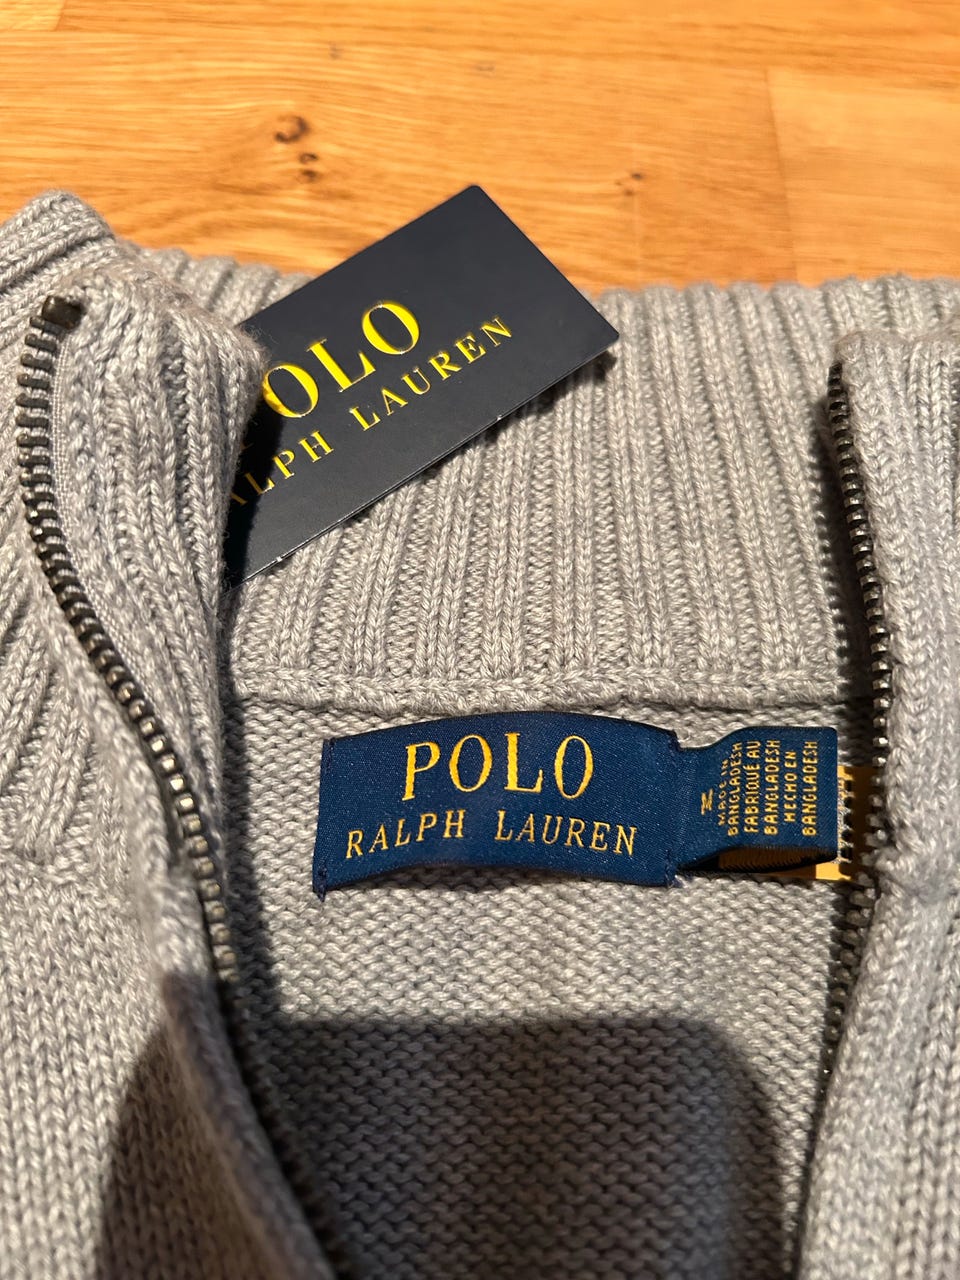 POLO
RALPH LAUREN
POLO
RALPH LAUREN
M
MADE IN
BANGLADESH
FABRIQUÉ AU
BANGLADESH
HECHO EN
BANGLADESH